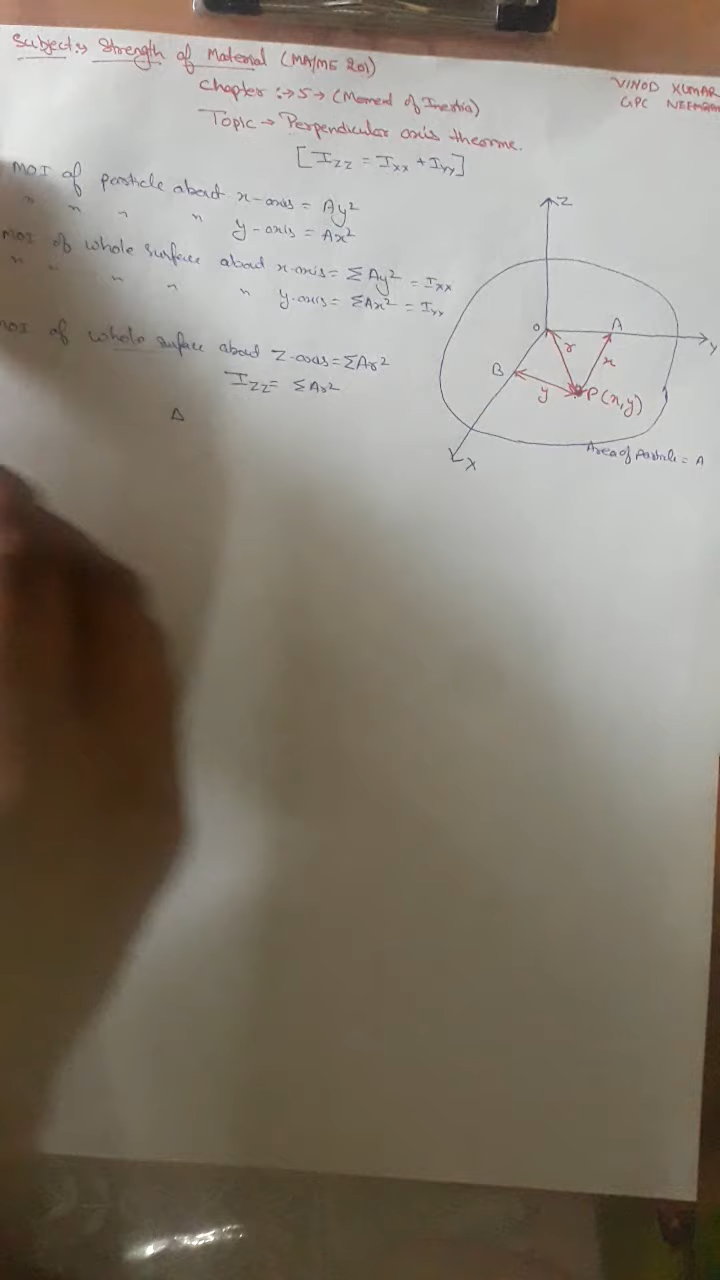 Subject:→ Strength of Material (MA/ME 201)
VINOD KUMAR
GPC
Chapter :→ 5 → (Moment of Inertia)
Topic → Perpendicular axis theorme.
[Izz = Ixx + Iyy]
MOI of particle about x-axis = Ay²
" " " " y-axis = Ax²
MOI of whole surface about x-axis = ΣAy² = Ixx
" " " " " y-axis = ΣAx² = Iyy
MOI of whole surface about Z-axis = ΣAr²
Izz = ΣAr²
Δ
Z
O
A
Y
r
x
B
y
P(x,y)
X
Area of Particle = A